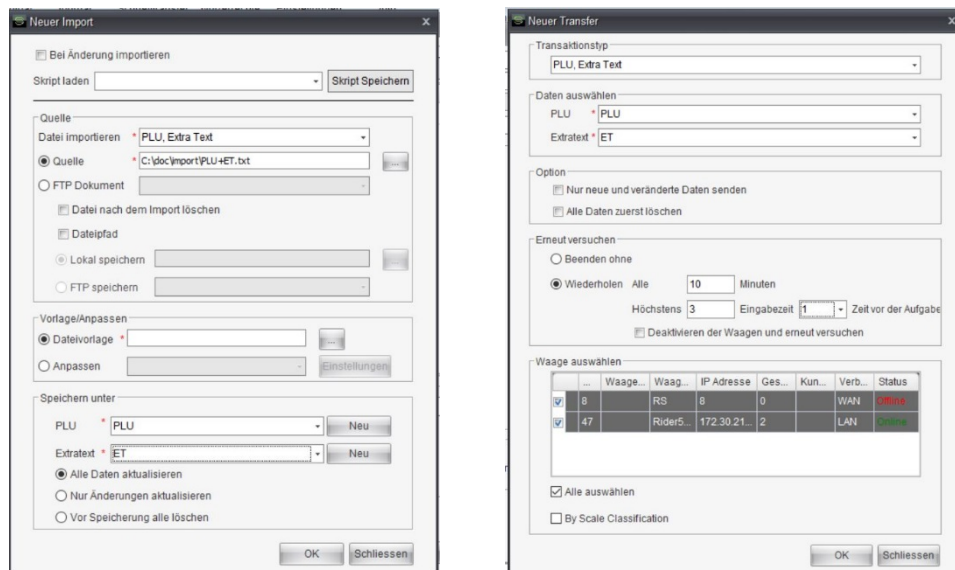 Neuer Import
Bei Änderung importieren
Skript laden
Skript Speichern
Quelle
Datei importieren * PLU, Extra Text
Quelle * C:\doc\import\PLU+ET.txt ...
FTP Dokument
Datei nach dem Import löschen
Dateipfad
Lokal speichern ...
FTP speichern
Vorlage/Anpassen
Dateivorlage * ...
Anpassen Einstellungen
Speichern unter
PLU * PLU Neu
Extratext * ET Neu
Alle Daten aktualisieren
Nur Änderungen aktualisieren
Vor Speicherung alle löschen
OK Schliessen
Neuer Transfer
Transaktionstyp
PLU, Extra Text
Daten auswählen
PLU * PLU
Extratext * ET
Option
Nur neue und veränderte Daten senden
Alle Daten zuerst löschen
Erneut versuchen
Beenden ohne
Wiederholen Alle 10 Minuten
Höchstens 3 Eingabezeit 1 Zeit vor der Aufgabe
Deaktivieren der Waagen und erneut versuchen
Waage auswählen
... Waage... Waag... IP Adresse Ges... Kun... Verb... Status
8 RS 8 0 WAN Offline
47 Rider5... 172.30.21... 2 LAN Online
Alle auswählen
By Scale Classification
OK Schliessen